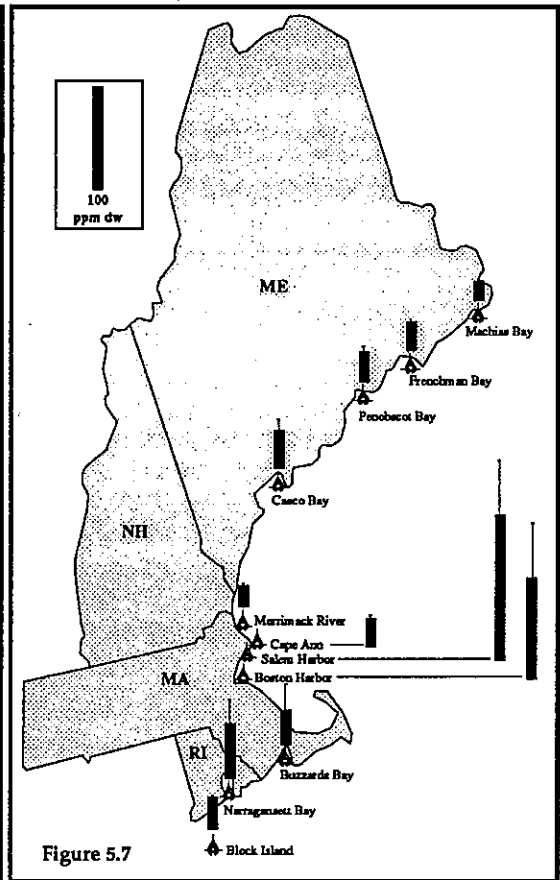 100
ppm dw
ME
Machias Bay
Frenchman Bay
Penobscot Bay
Casco Bay
NH
Merrimack River
Cape Ann
Salem Harbor
MA
Boston Harbor
RI
Buzzards Bay
Narragansett Bay
Block Island
Figure 5.7